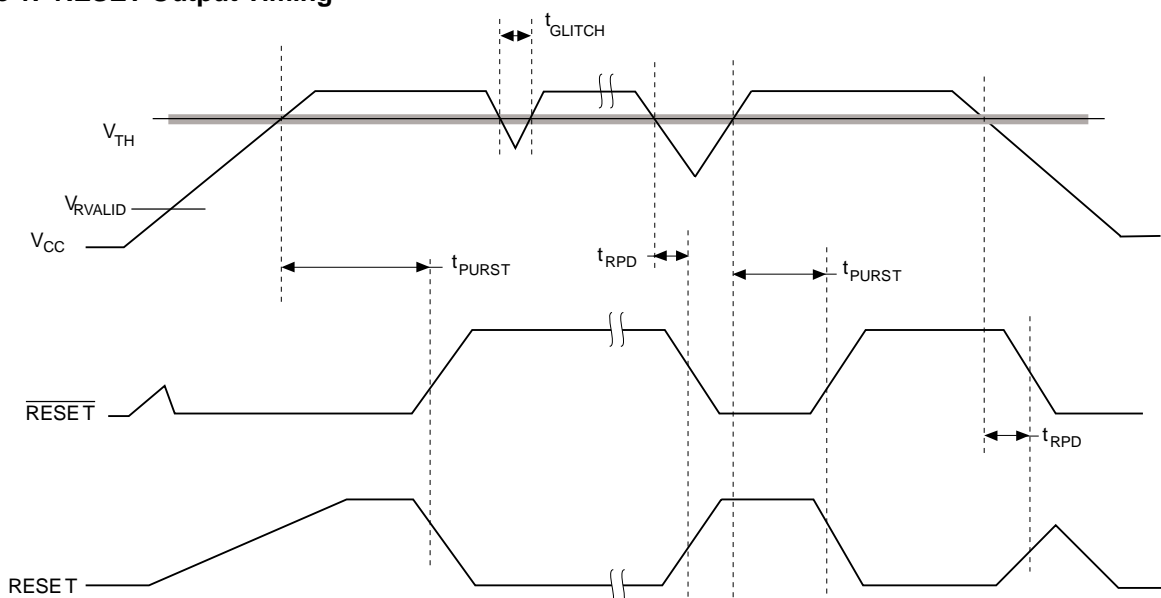 RESET Output Timing
tGLITCH
VTH
VRVALID
VCC
tPURST
tRPD
tPURST
RESET
tRPD
RESET